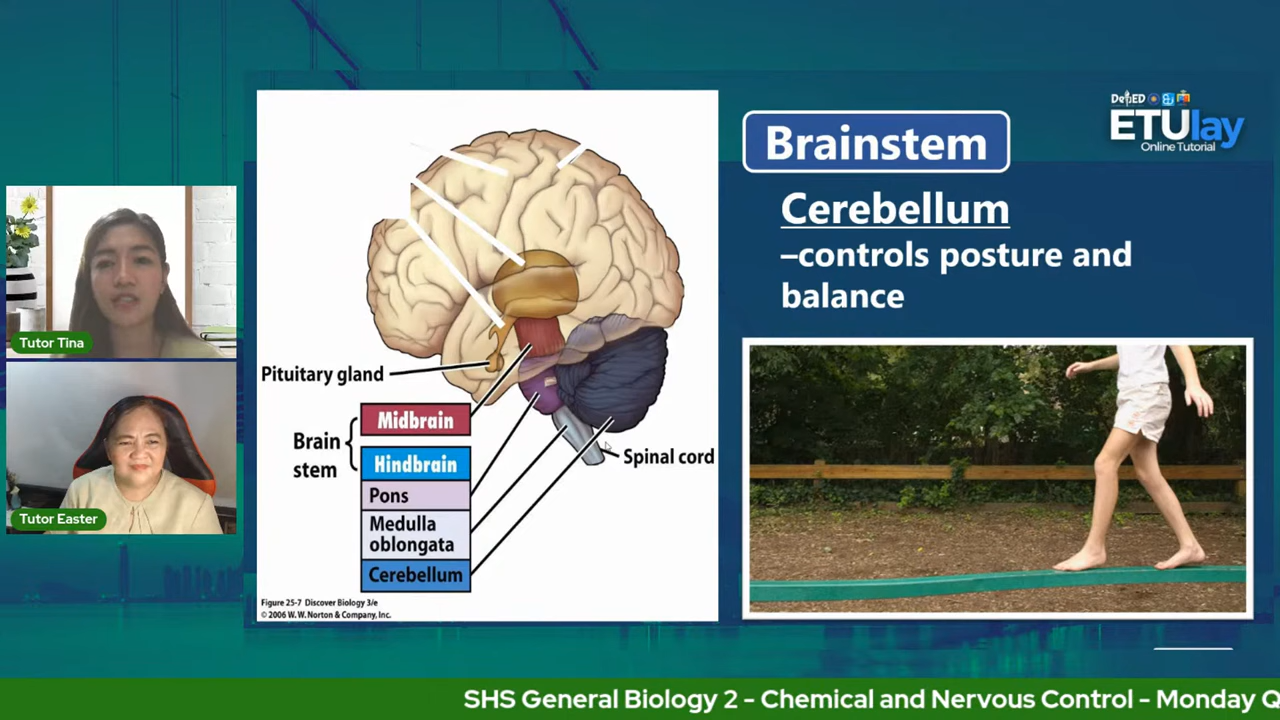 DepED
ETUlay
Online Tutorial
Brainstem
Cerebellum
–controls posture and
balance
Tutor Tina
Tutor Easter
Pituitary gland
Brain
stem
Midbrain
Hindbrain
Pons
Medulla
oblongata
Cerebellum
Spinal cord
Figure 25-7 Discover Biology 3/e
© 2006 W. W. Norton & Company, Inc.
SHS General Biology 2 - Chemical and Nervous Control - Monday Q